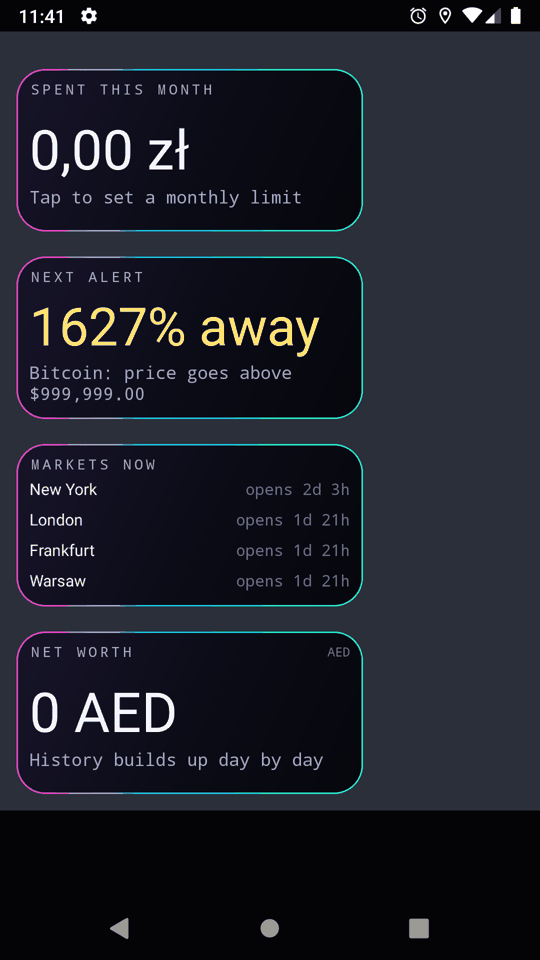 11:41
SPENT THIS MONTH
0,00 zł
Tap to set a monthly limit
NEXT ALERT
1627% away
Bitcoin: price goes above
$999,999.00
MARKETS NOW
New York opens 2d 3h
London opens 1d 21h
Frankfurt opens 1d 21h
Warsaw opens 1d 21h
NET WORTH AED
0 AED
History builds up day by day